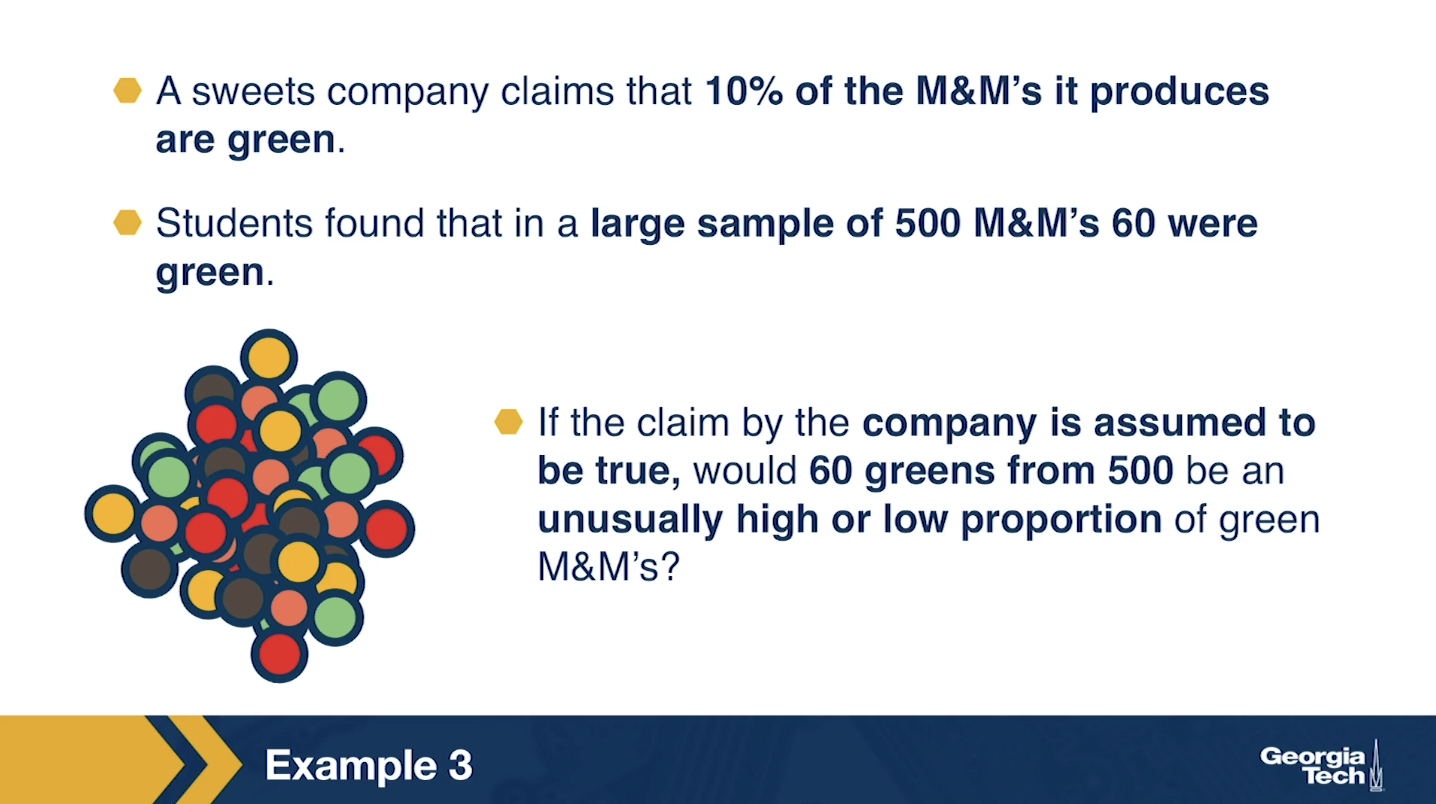 A sweets company claims that 10% of the M&M’s it produces
are green.
Students found that in a large sample of 500 M&M’s 60 were
green.
If the claim by the company is assumed to
be true, would 60 greens from 500 be an
unusually high or low proportion of green
M&M’s?
Example 3
Georgia
Tech